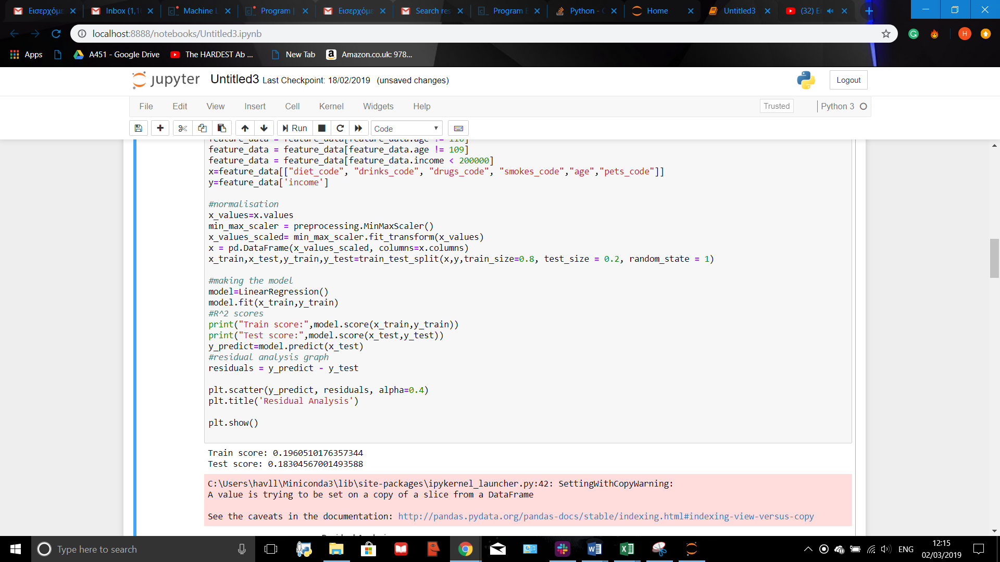 Εισερχόμε
Inbox (1,1
Machine L
Program |
Εισερχόμε
Search res
Program E
Python - C
Home
Untitled3
(32) E
localhost:8888/notebooks/Untitled3.ipynb
H
Apps
A451 - Google Drive
The HARDEST Ab ...
New Tab
Amazon.co.uk: 978...
jupyter
Untitled3 Last Checkpoint: 18/02/2019 (unsaved changes)
Logout
File
Edit
View
Insert
Cell
Kernel
Widgets
Help
Trusted
Python 3
Run
Code
feature_data = feature_data[feature_data.age != 110]
feature_data = feature_data[feature_data.age != 109]
feature_data = feature_data[feature_data.income < 200000]
x=feature_data[["diet_code", "drinks_code", "drugs_code", "smokes_code","age","pets_code"]]
y=feature_data['income']
#normalisation
x_values=x.values
min_max_scaler = preprocessing.MinMaxScaler()
x_values_scaled= min_max_scaler.fit_transform(x_values)
x = pd.DataFrame(x_values_scaled, columns=x.columns)
x_train,x_test,y_train,y_test=train_test_split(x,y,train_size=0.8, test_size = 0.2, random_state = 1)
#making the model
model=LinearRegression()
model.fit(x_train,y_train)
#R^2 scores
print("Train score:",model.score(x_train,y_train))
print("Test score:",model.score(x_test,y_test))
y_predict=model.predict(x_test)
#residual analysis graph
residuals = y_predict - y_test
plt.scatter(y_predict, residuals, alpha=0.4)
plt.title('Residual Analysis')
plt.show()
Train score: 0.1960510176357344
Test score: 0.18304567001493588
C:\Users\havll\Miniconda3\lib\site-packages\ipykernel_launcher.py:42: SettingWithCopyWarning:
A value is trying to be set on a copy of a slice from a DataFrame
See the caveats in the documentation: http://pandas.pydata.org/pandas-docs/stable/indexing.html#indexing-view-versus-copy
Type here to search
ENG
12:15
02/03/2019